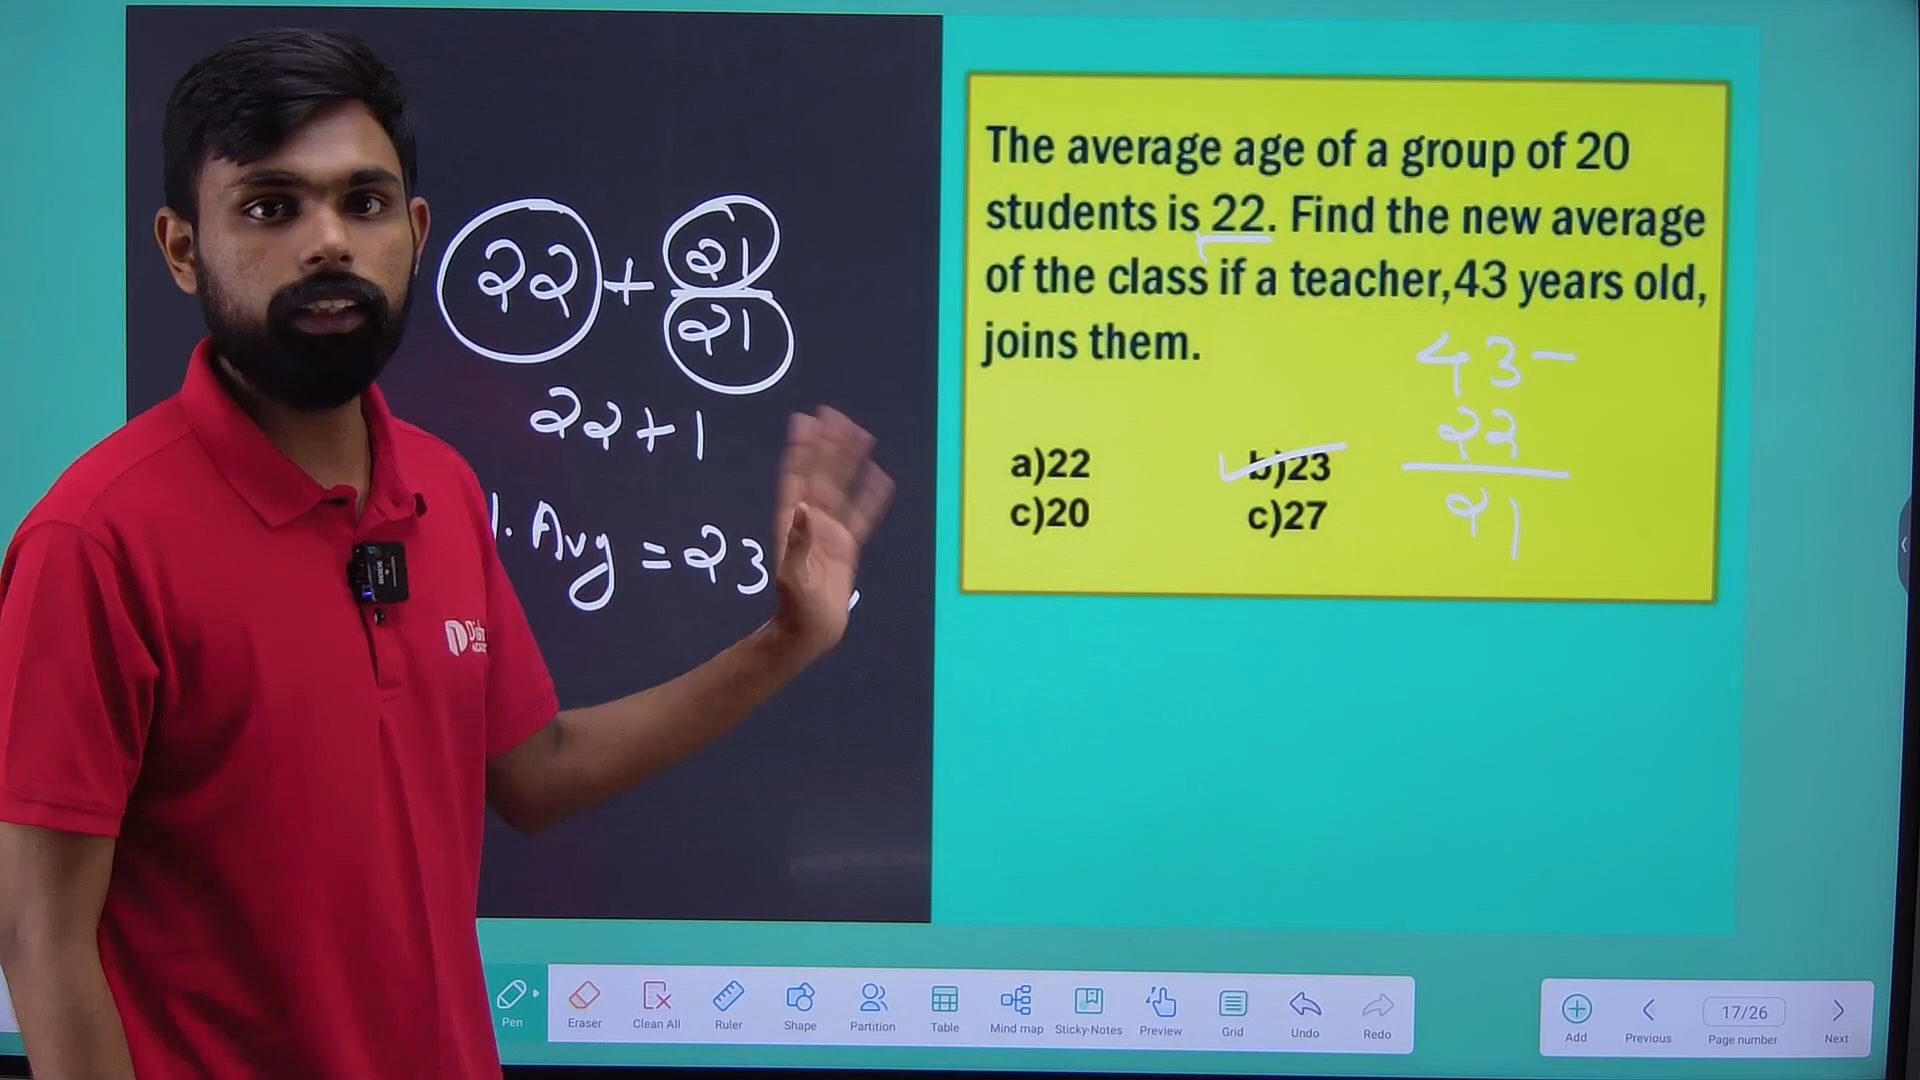 22 + 21
21
22+1
. Avg = 23
The average age of a group of 20
students is 22. Find the new average
of the class if a teacher,43 years old,
joins them.
a)22 b)23
c)20 c)27
43-
22
21
Pen
Eraser
Clean All
Ruler
Shape
Partition
Table
Mind map
Sticky-Notes
Preview
Grid
Undo
Redo
Add
Previous
17/26
Page number
Next